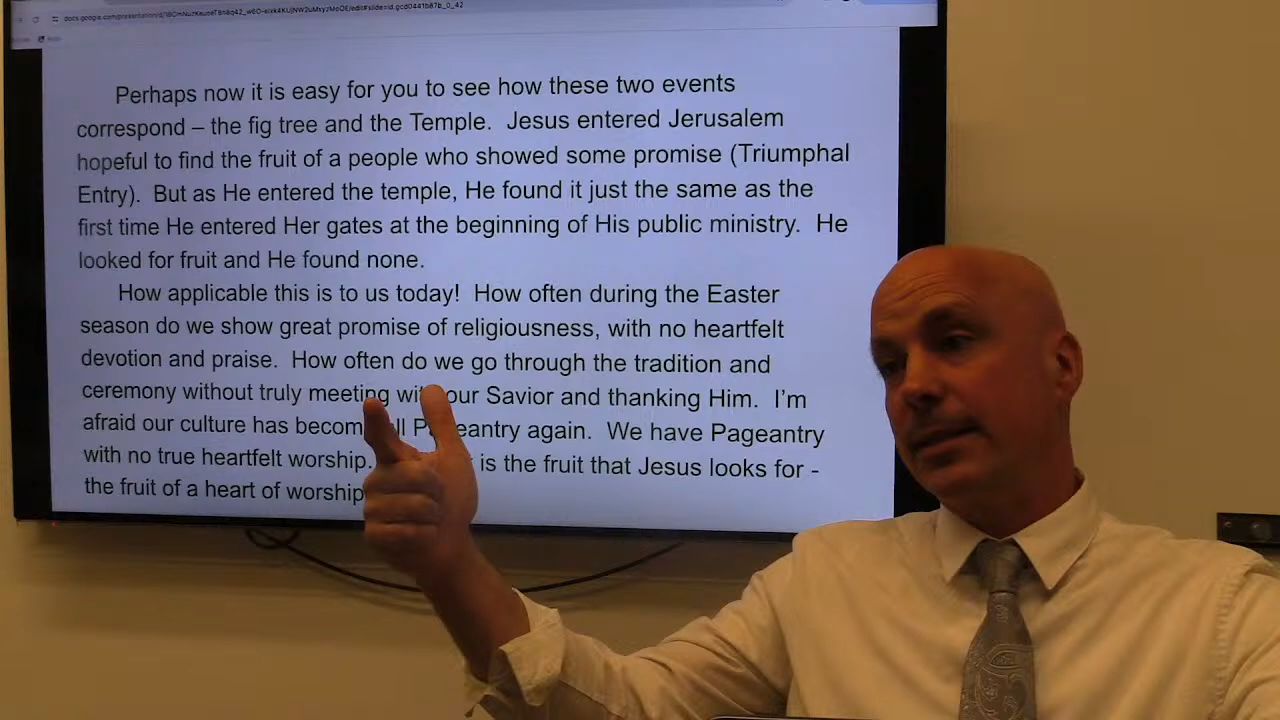 Perhaps now it is easy for you to see how these two events
correspond – the fig tree and the Temple. Jesus entered Jerusalem
hopeful to find the fruit of a people who showed some promise (Triumphal
Entry). But as He entered the temple, He found it just the same as the
first time He entered Her gates at the beginning of His public ministry. He
looked for fruit and He found none.
How applicable this is to us today! How often during the Easter
season do we show great promise of religiousness, with no heartfelt
devotion and praise. How often do we go through the tradition and
ceremony without truly meeting our Savior and thanking Him. I'm
afraid our culture has again. We have Pageantry
with no true heartfelt worship. is the fruit that Jesus looks for -
the fruit of a heart of worship